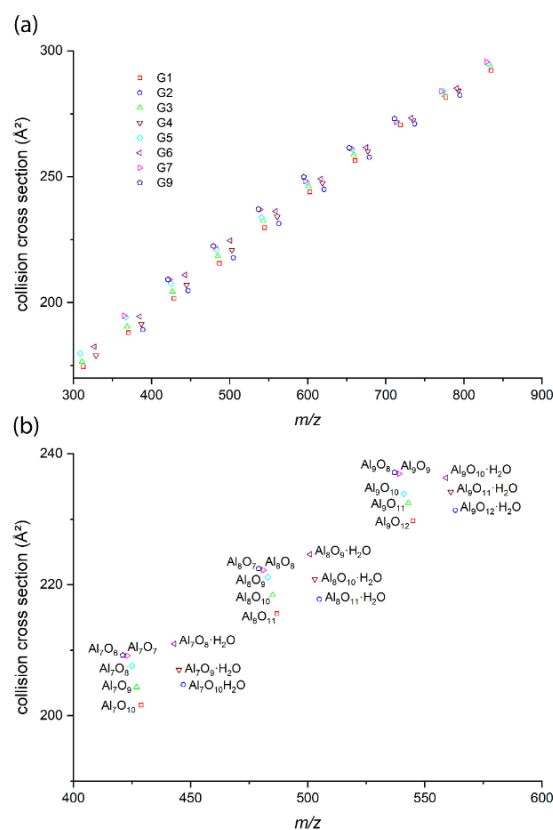 (a)
300
250
200
collision cross section (Å²)
G1
G2
G3
G4
G5
G6
G7
G9
300 400 500 600 700 800 900
m/z
(b)
240
220
200
collision cross section (Å²)
Al₉O₈ Al₉O₉ Al₉O₁₀·H₂O
Al₉O₁₀ Al₉O₁₁·H₂O
Al₉O₁₁ Al₉O₁₂·H₂O
Al₉O₁₂
Al₈O₇ Al₈O₈ Al₈O₉·H₂O
Al₈O₉ Al₈O₁₀·H₂O
Al₈O₁₀ Al₈O₁₁·H₂O
Al₈O₁₁
Al₇O₆ Al₇O₇ Al₇O₈·H₂O
Al₇O₈ Al₇O₉·H₂O
Al₇O₉ Al₇O₁₀H₂O
Al₇O₁₀
400 450 500 550 600
m/z